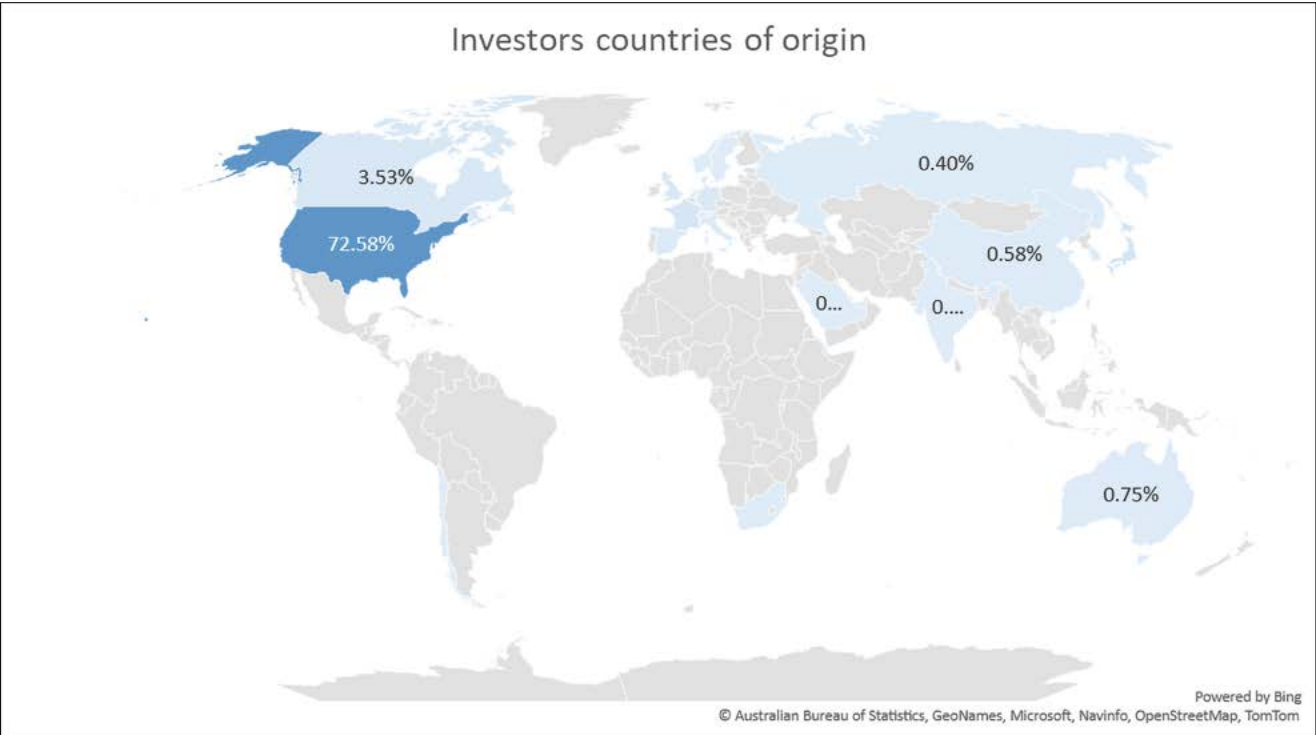 Investors countries of origin
0.40%
3.53%
72.58%
0.58%
0...
0....
0.75%
Powered by Bing
© Australian Bureau of Statistics, GeoNames, Microsoft, Navinfo, OpenStreetMap, TomTom